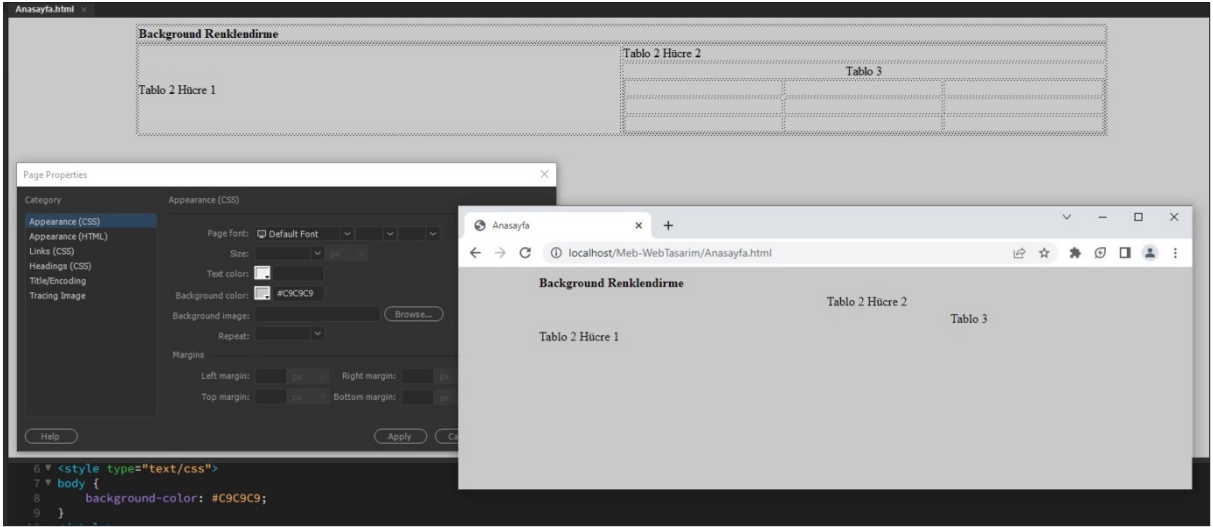 Anasayfa.html ×
Background Renklendirme
Tablo 2 Hücre 2
Tablo 3
Tablo 2 Hücre 1
Page Properties
Category
Appearance (CSS)
Appearance (HTML)
Links (CSS)
Headings (CSS)
Title/Encoding
Tracing Image
Appearance (CSS)
Page font: Default Font
Size: px
Text color:
Background color: #C9C9C9
Background image: Browse...
Repeat:
Margins
Left margin: px Right margin: px
Top margin: px Bottom margin: px
Help Apply
Anasayfa
localhost/Meb-WebTasarim/Anasayfa.html
Background Renklendirme
Tablo 2 Hücre 2
Tablo 3
Tablo 2 Hücre 1
6 <style type="text/css">
7 body {
8 background-color: #C9C9C9;
9 }